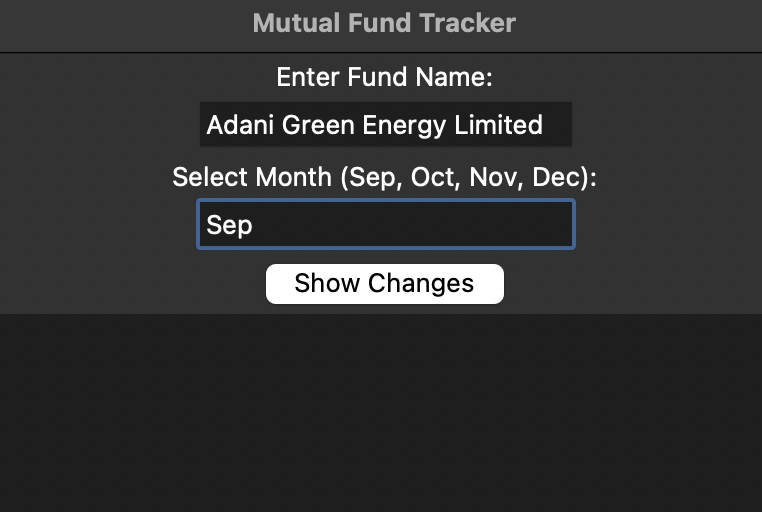 Mutual Fund Tracker
Enter Fund Name:
Adani Green Energy Limited
Select Month (Sep, Oct, Nov, Dec):
Sep
Show Changes